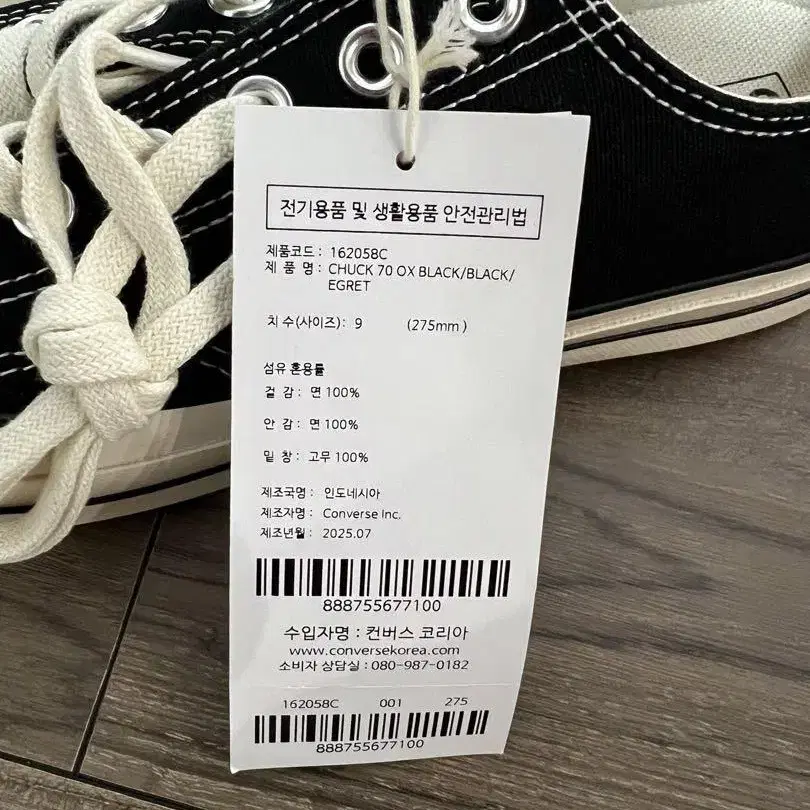 전기용품 및 생활용품 안전관리법
제품코드 : 162058C
제 품 명 : CHUCK 70 OX BLACK/BLACK/
EGRET
치 수(사이즈) : 9 (275mm)
섬유 혼용률
겉 감 : 면 100%
안 감 : 면 100%
밑 창 : 고무 100%
제조국명 : 인도네시아
제조자명 : Converse Inc.
제조년월 : 2025.07
888755677100
수입자명 : 컨버스 코리아
www.conversekorea.com
소비자 상담실 : 080-987-0182
162058C 001 275
888755677100